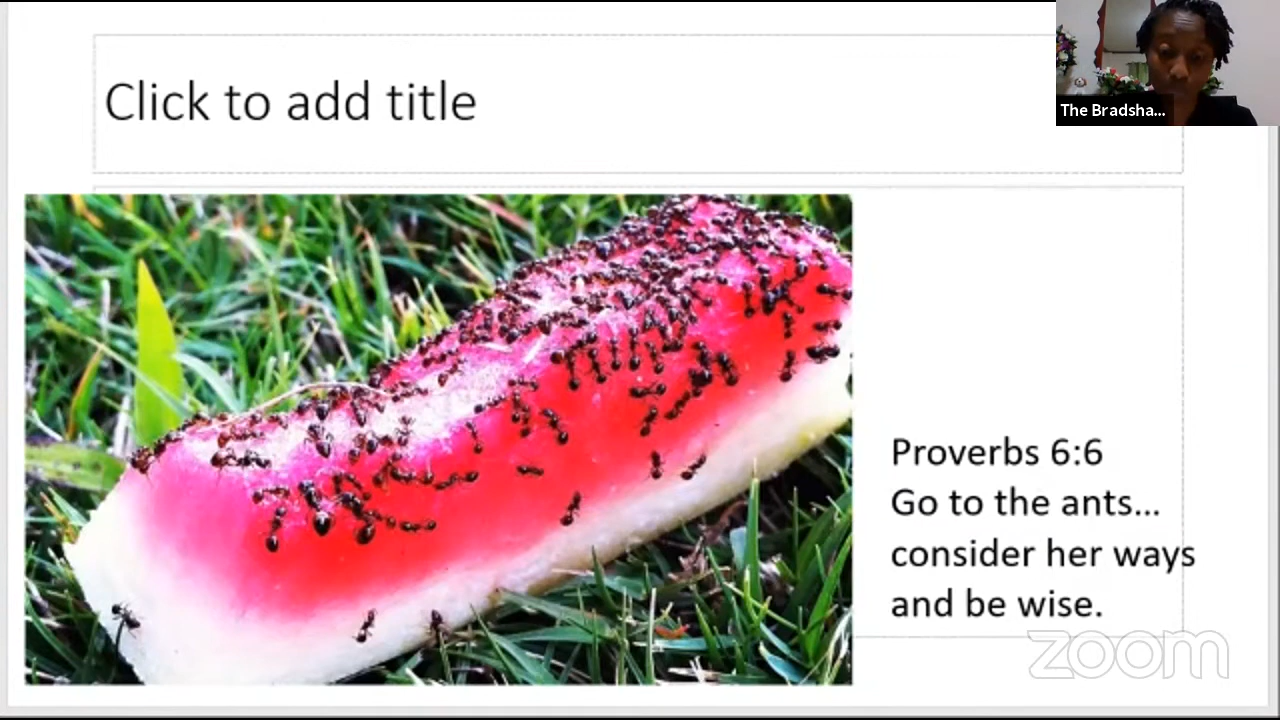 Click to add title
The Bradsha...
Proverbs 6:6
Go to the ants...
consider her ways
and be wise.
zoom